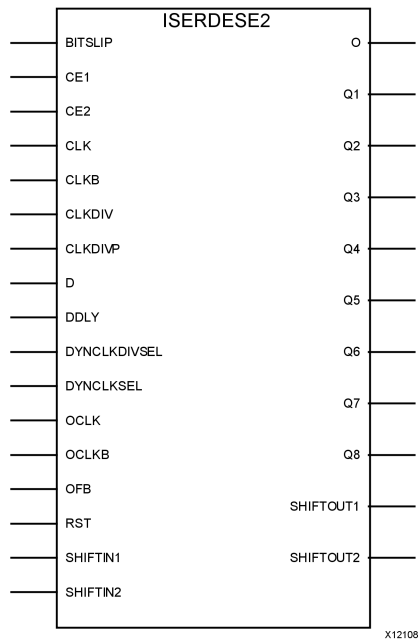 ISERDESE2
BITSLIP
O
CE1
Q1
CE2
CLK
Q2
CLKB
Q3
CLKDIV
CLKDIVP
Q4
D
Q5
DDLY
DYNCLKDIVSEL
Q6
DYNCLKSEL
Q7
OCLK
OCLKB
Q8
OFB
SHIFTOUT1
RST
SHIFTIN1
SHIFTOUT2
SHIFTIN2
X12108